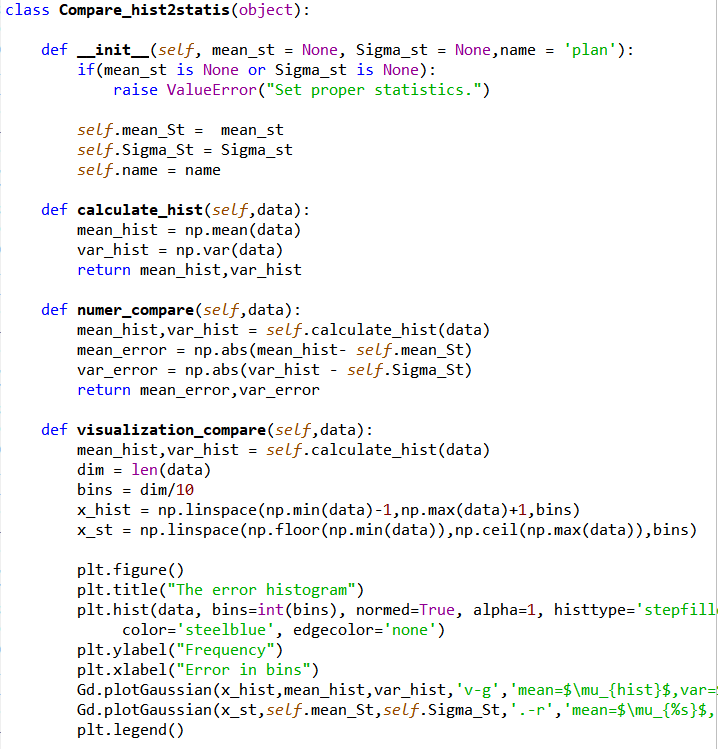 class Compare_hist2statis(object):
def __init__(self, mean_st = None, Sigma_st = None,name = 'plan'):
if(mean_st is None or Sigma_st is None):
raise ValueError("Set proper statistics.")
self.mean_St =  mean_st
self.Sigma_St = Sigma_st
self.name = name
def calculate_hist(self,data):
mean_hist = np.mean(data)
var_hist = np.var(data)
return mean_hist,var_hist
def numer_compare(self,data):
mean_hist,var_hist = self.calculate_hist(data)
mean_error = np.abs(mean_hist- self.mean_St)
var_error = np.abs(var_hist - self.Sigma_St)
return mean_error,var_error
def visualization_compare(self,data):
mean_hist,var_hist = self.calculate_hist(data)
dim = len(data)
bins = dim/10
x_hist = np.linspace(np.min(data)-1,np.max(data)+1,bins)
x_st = np.linspace(np.floor(np.min(data)),np.ceil(np.max(data)),bins)
plt.figure()
plt.title("The error histogram")
plt.hist(data, bins=int(bins), normed=True, alpha=1, histtype='stepfill
color='steelblue', edgecolor='none')
plt.ylabel("Frequency")
plt.xlabel("Error in bins")
Gd.plotGaussian(x_hist,mean_hist,var_hist,'v-g','mean=$\mu_{hist}$,var=
Gd.plotGaussian(x_st,self.mean_St,self.Sigma_St,'.-r','mean=$\mu_{%s}$,
plt.legend()